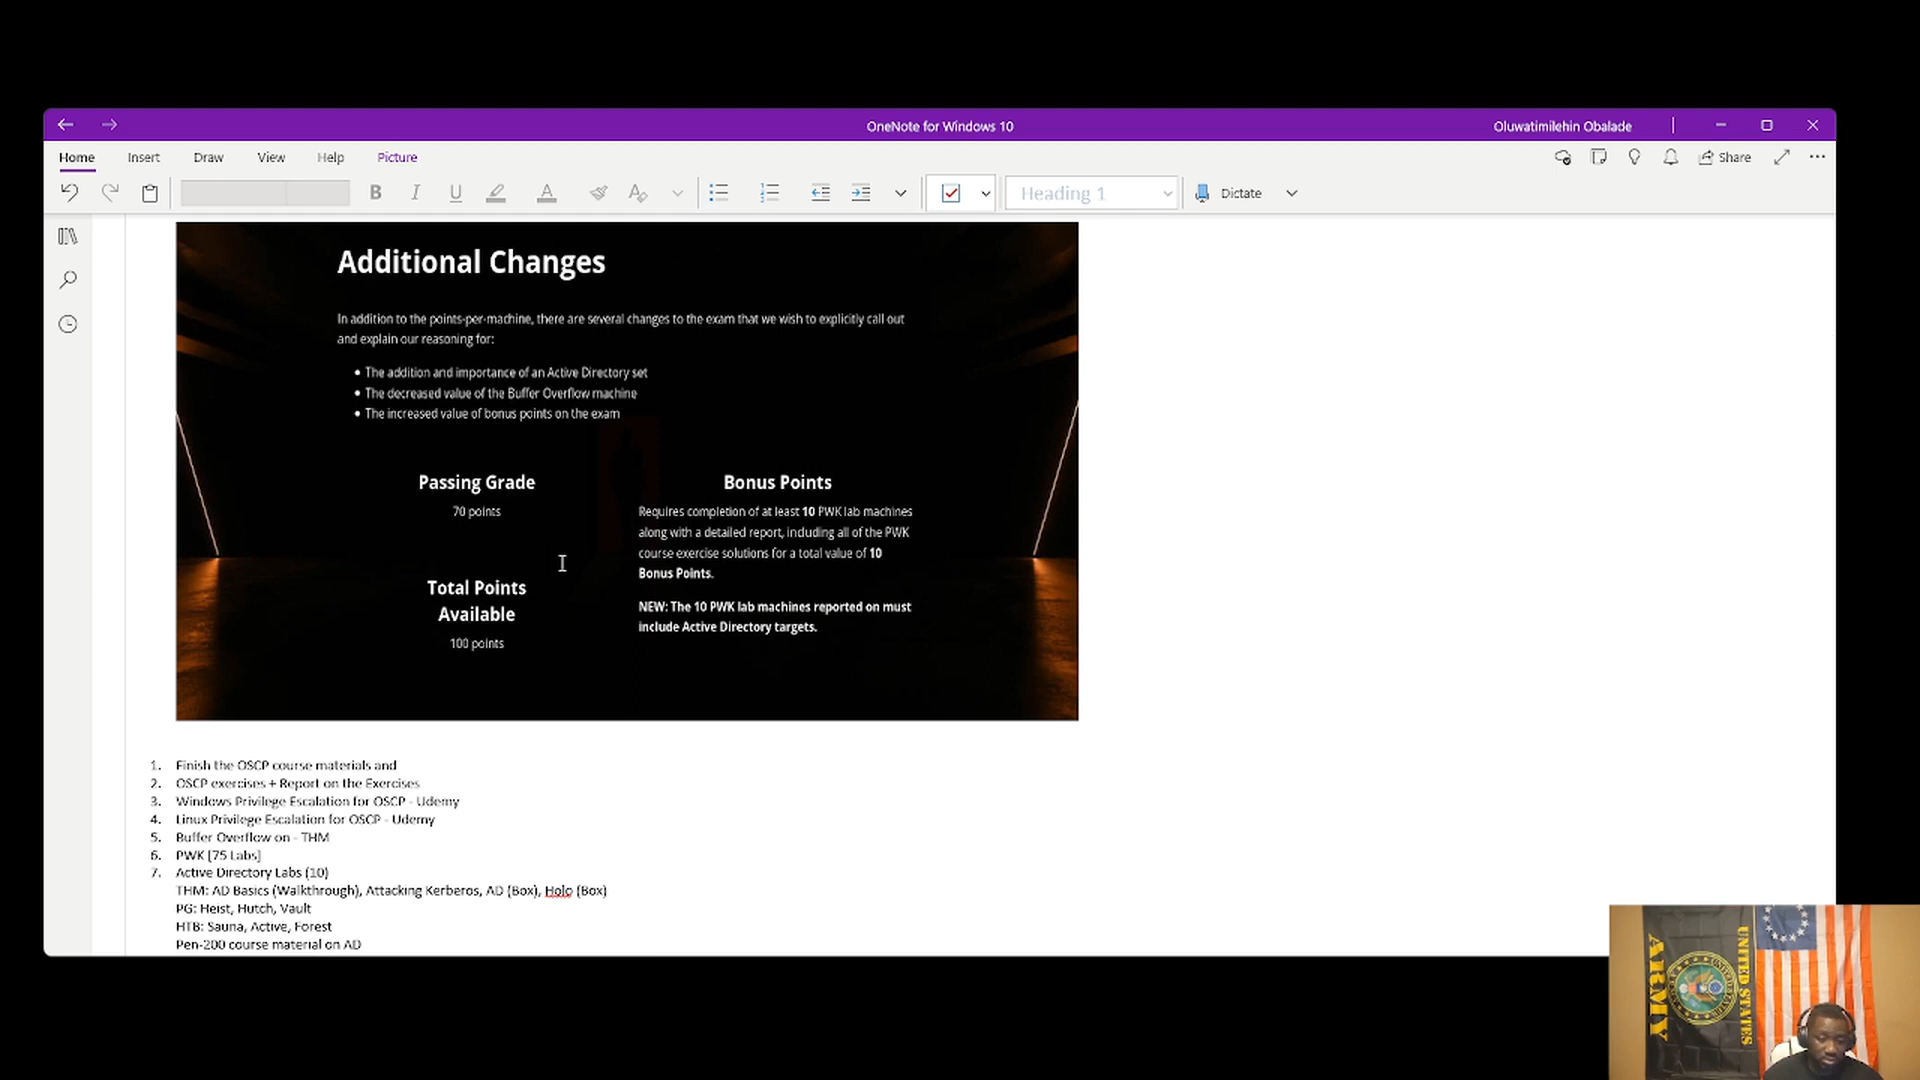 OneNote for Windows 10
Oluwatimilehin Obalade
Home Insert Draw View Help Picture
Share
B I U A
Heading 1
Dictate
Additional Changes
In addition to the points-per-machine, there are several changes to the exam that we wish to explicitly call out
and explain our reasoning for:
• The addition and importance of an Active Directory set
• The decreased value of the Buffer Overflow machine
• The increased value of bonus points on the exam
Passing Grade
70 points
Total Points
Available
100 points
Bonus Points
Requires completion of at least 10 PWK lab machines
along with a detailed report, including all of the PWK
course exercise solutions for a total value of 10
Bonus Points.
NEW: The 10 PWK lab machines reported on must
include Active Directory targets.
1. Finish the OSCP course materials and
2. OSCP exercises + Report on the Exercises
3. Windows Privilege Escalation for OSCP - Udemy
4. Linux Privilege Escalation for OSCP - Udemy
5. Buffer Overflow on - THM
6. PWK [75 Labs]
7. Active Directory Labs (10)
THM: AD Basics (Walkthrough), Attacking Kerberos, AD (Box), Holo (Box)
PG: Heist, Hutch, Vault
HTB: Sauna, Active, Forest
Pen-200 course material on AD
UNITED STATES
ARMY